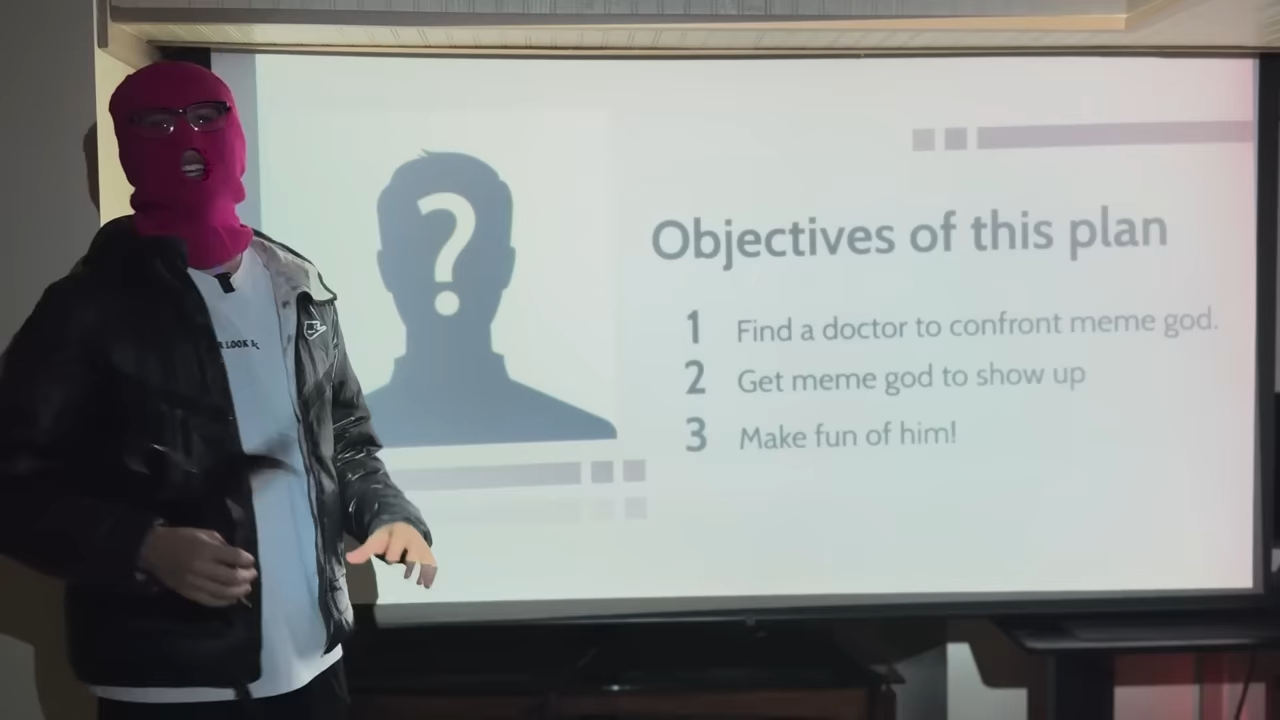 Objectives of this plan
1 Find a doctor to confront meme god.
2 Get meme god to show up
3 Make fun of him!
?
LOOK